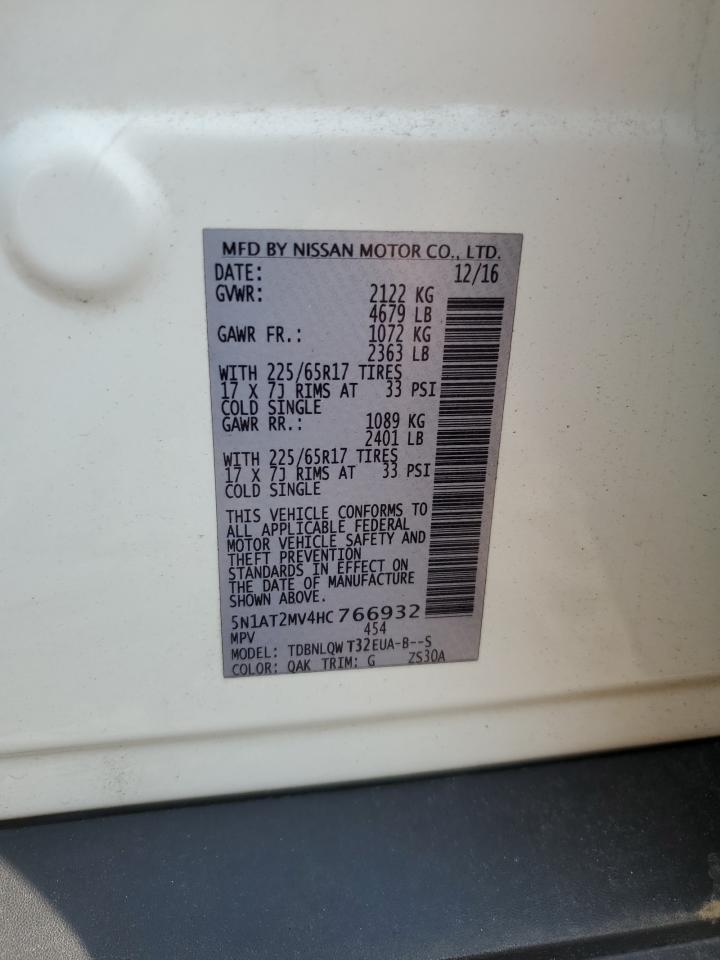 MFD BY NISSAN MOTOR CO., LTD.
DATE: 12/16
GVWR: 2122 KG
4679 LB
GAWR FR.: 1072 KG
2363 LB
WITH 225/65R17 TIRES
17 X 7J RIMS AT 33 PSI
COLD SINGLE
GAWR RR.: 1089 KG
2401 LB
WITH 225/65R17 TIRES
17 X 7J RIMS AT 33 PSI
COLD SINGLE
THIS VEHICLE CONFORMS TO
ALL APPLICABLE FEDERAL
MOTOR VEHICLE SAFETY AND
THEFT PREVENTION
STANDARDS IN EFFECT ON
THE DATE OF MANUFACTURE
SHOWN ABOVE.
5N1AT2MV4HC766932
MPV 454
MODEL: TDBNLQW T32EUA-B--S
COLOR: QAK TRIM: G ZS30A